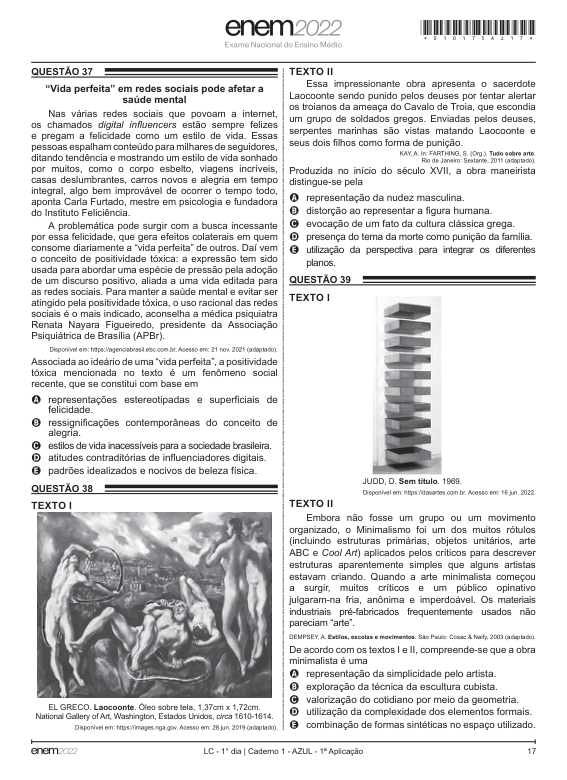 enem2022
Exame Nacional do Ensino Médio
*010175AZ17*
QUESTÃO 37
“Vida perfeita” em redes sociais pode afetar a
saúde mental
Nas várias redes sociais que povoam a internet,
os chamados digital influencers estão sempre felizes
e pregam a felicidade como um estilo de vida. Essas
pessoas espalham conteúdo para milhares de seguidores,
ditando tendência e mostrando um estilo de vida sonhado
por muitos, como o corpo esbelto, viagens incríveis,
casas deslumbrantes, carros novos e alegria em tempo
integral, algo bem improvável de ocorrer o tempo todo,
aponta Carla Furtado, mestre em psicologia e fundadora
do Instituto Feliciência.
A problemática pode surgir com a busca incessante
por essa felicidade, que gera efeitos colaterais em quem
consome diariamente a “vida perfeita” de outros. Daí vem
o conceito de positividade tóxica: a expressão tem sido
usada para abordar uma espécie de pressão pela adoção
de um discurso positivo, aliada a uma vida editada para
as redes sociais. Para manter a saúde mental e evitar ser
atingido pela positividade tóxica, o uso racional das redes
sociais é o mais indicado, aconselha a médica psiquiatra
Renata Nayara Figueiredo, presidente da Associação
Psiquiátrica de Brasília (APBr).
Disponível em: https://agenciabrasil.ebc.com.br. Acesso em: 21 nov. 2021 (adaptado).
Associada ao ideário de uma “vida perfeita”, a positividade
tóxica mencionada no texto é um fenômeno social
recente, que se constitui com base em
A representações estereotipadas e superficiais de
felicidade.
B ressignificações contemporâneas do conceito de
alegria.
C estilos de vida inacessíveis para a sociedade brasileira.
D atitudes contraditórias de influenciadores digitais.
E padrões idealizados e nocivos de beleza física.
QUESTÃO 38
TEXTO I
EL GRECO. Laocoonte. Óleo sobre tela, 1,37cm x 1,72cm.
National Gallery of Art, Washington, Estados Unidos, circa 1610-1614.
Disponível em: https://images.nga.gov. Acesso em: 28 jun. 2019 (adaptado).
TEXTO II
Essa impressionante obra apresenta o sacerdote
Laocoonte sendo punido pelos deuses por tentar alertar
os troianos da ameaça do Cavalo de Troia, que escondia
um grupo de soldados gregos. Enviadas pelos deuses,
serpentes marinhas são vistas matando Laocoonte e
seus dois filhos como forma de punição.
KAY, A. In: FARTHING, S. (Org.). Tudo sobre arte.
Rio de Janeiro: Sextante, 2011 (adaptado).
Produzida no início do século XVII, a obra maneirista
distingue-se pela
A representação da nudez masculina.
B distorção ao representar a figura humana.
C evocação de um fato da cultura clássica grega.
D presença do tema da morte como punição da família.
E utilização da perspectiva para integrar os diferentes
planos.
QUESTÃO 39
TEXTO I
JUDD, D. Sem título. 1969.
Disponível em: https://dasartes.com.br. Acesso em: 16 jun. 2022.
TEXTO II
Embora não fosse um grupo ou um movimento
organizado, o Minimalismo foi um dos muitos rótulos
(incluindo estruturas primárias, objetos unitários, arte
ABC e Cool Art) aplicados pelos críticos para descrever
estruturas aparentemente simples que alguns artistas
estavam criando. Quando a arte minimalista começou
a surgir, muitos críticos e um público opinativo
julgaram-na fria, anônima e imperdoável. Os materiais
industriais pré-fabricados frequentemente usados não
pareciam “arte”.
DEMPSEY, A. Estilos, escolas e movimentos. São Paulo: Cosac & Naify, 2003 (adaptado).
De acordo com os textos I e II, compreende-se que a obra
minimalista é uma
A representação da simplicidade pelo artista.
B exploração da técnica da escultura cubista.
C valorização do cotidiano por meio da geometria.
D utilização da complexidade dos elementos formais.
E combinação de formas sintéticas no espaço utilizado.
enem2022
LC - 1° dia | Caderno 1 - AZUL - 1ª Aplicação
17